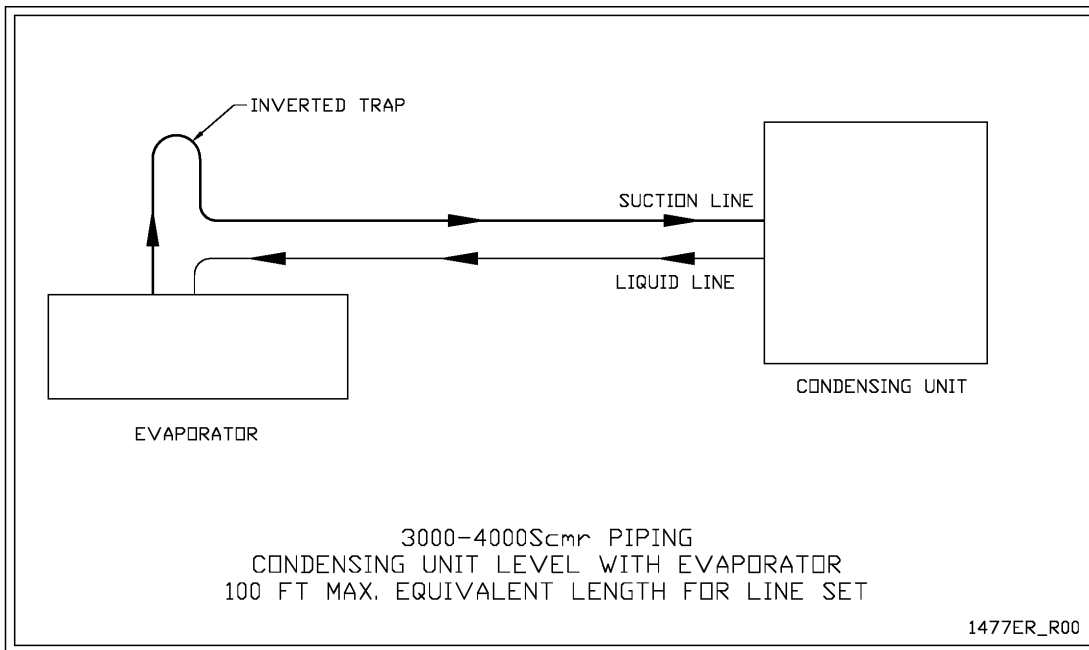 INVERTED TRAP
SUCTION LINE
LIQUID LINE
CONDENSING UNIT
EVAPORATOR
3000-4000Scmr PIPING
CONDENSING UNIT LEVEL WITH EVAPORATOR
100 FT MAX. EQUIVALENT LENGTH FOR LINE SET
1477ER_R00